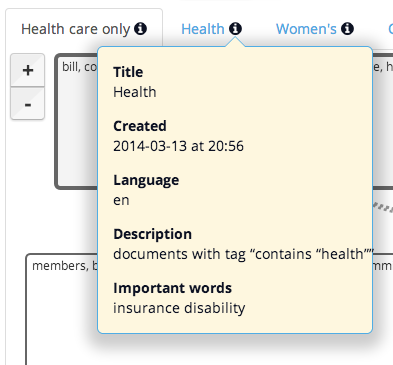 Health care only Health Women's
+
bill, co , h
-
Title
Health
Created
2014-03-13 at 20:56
Language
en
Description
documents with tag “contains “health””
Important words
insurance disability
members, b mm